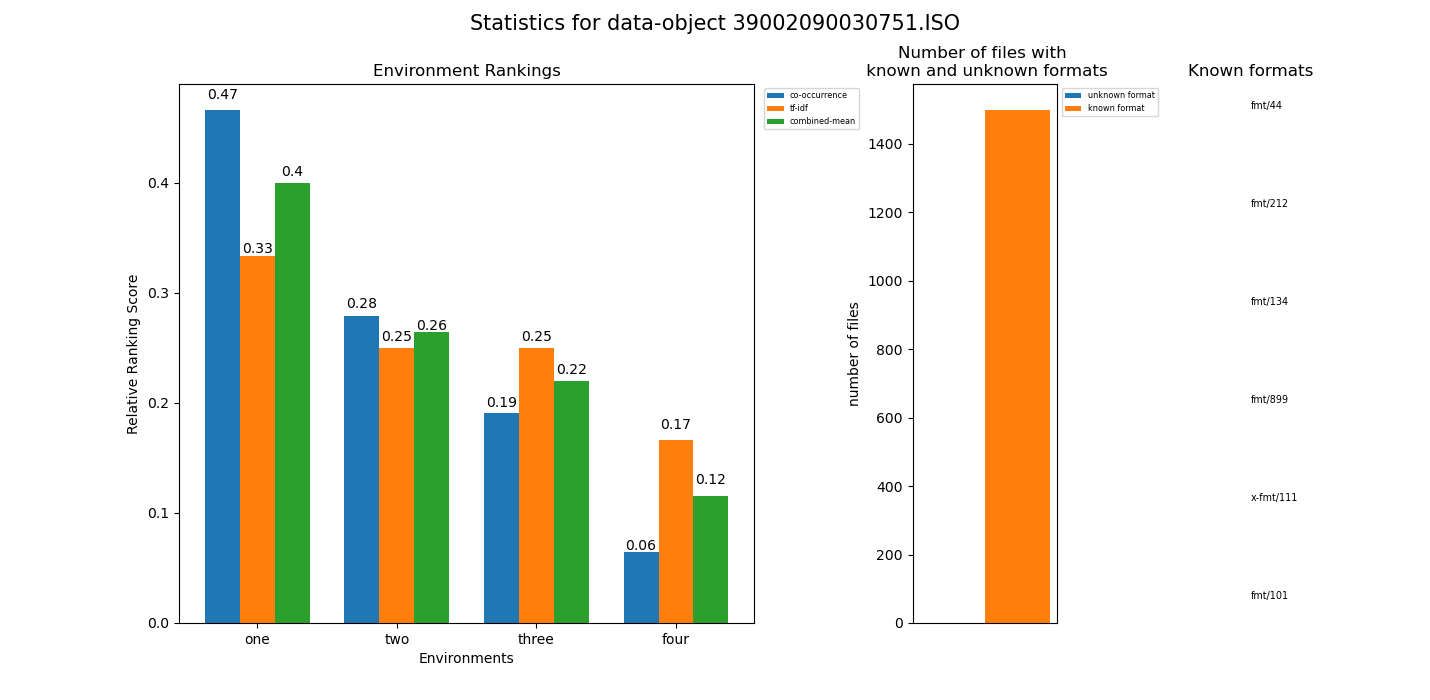 Statistics for data-object 39002090030751.ISO
Environment Rankings
0.47
0.33
0.4
0.28
0.25
0.26
0.19
0.25
0.22
0.06
0.17
0.12
0.4
0.3
0.2
0.1
0.0
Relative Ranking Score
one two three four
Environments
co-occurrence
tf-idf
combined-mean
Number of files with
known and unknown formats
1400
1200
1000
800
600
400
200
0
number of files
unknown format
known format
Known formats
fmt/44
fmt/212
fmt/134
fmt/899
x-fmt/111
fmt/101